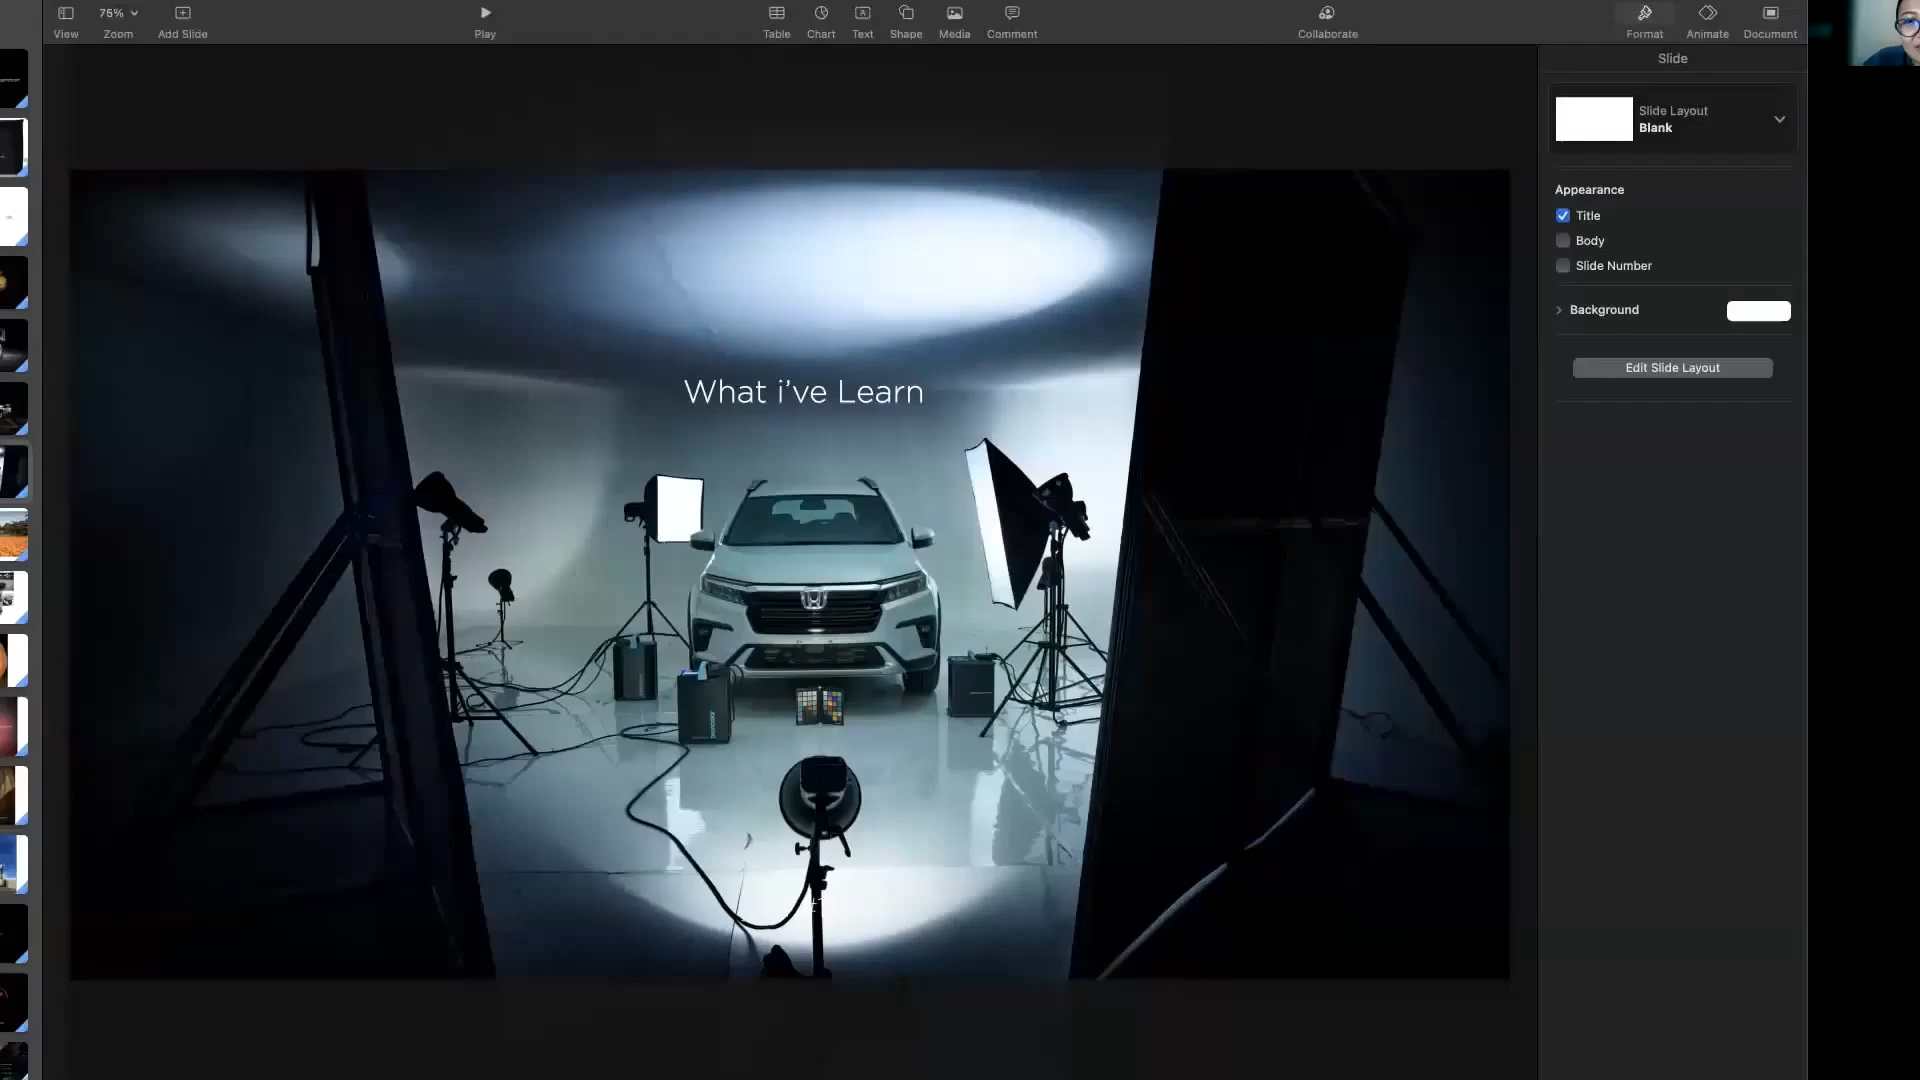 75%
View
Zoom
Add Slide
Play
Table
Chart
Text
Shape
Media
Comment
Collaborate
Format
Animate
Document
Slide
Slide Layout
Blank
Appearance
Title
Body
Slide Number
Background
Edit Slide Layout
What i’ve Learn